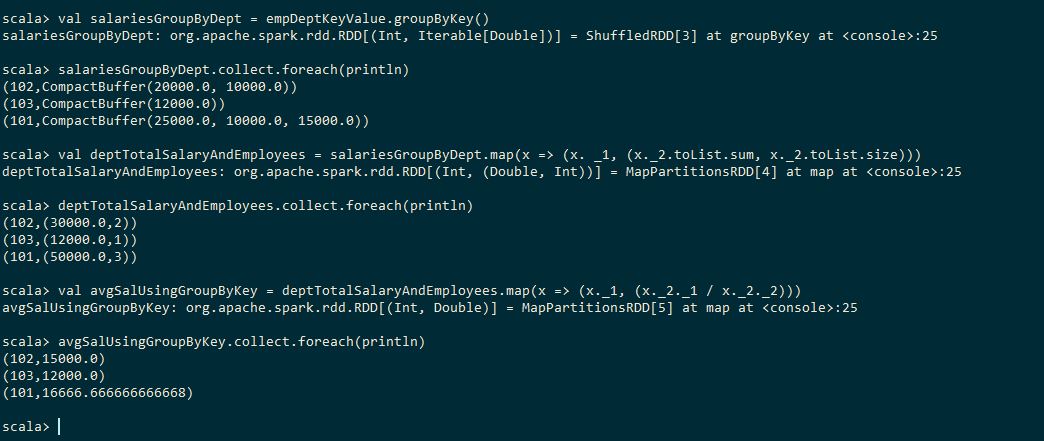 scala> val salariesGroupByDept = empDeptKeyValue.groupByKey()
salariesGroupByDept: org.apache.spark.rdd.RDD[(Int, Iterable[Double])] = ShuffledRDD[3] at groupByKey at <console>:25
scala> salariesGroupByDept.collect.foreach(println)
(102,CompactBuffer(20000.0, 10000.0))
(103,CompactBuffer(12000.0))
(101,CompactBuffer(25000.0, 10000.0, 15000.0))
scala> val deptTotalSalaryAndEmployees = salariesGroupByDept.map(x => (x. _1, (x._2.toList.sum, x._2.toList.size)))
deptTotalSalaryAndEmployees: org.apache.spark.rdd.RDD[(Int, (Double, Int))] = MapPartitionsRDD[4] at map at <console>:25
scala> deptTotalSalaryAndEmployees.collect.foreach(println)
(102,(30000.0,2))
(103,(12000.0,1))
(101,(50000.0,3))
scala> val avgSalUsingGroupByKey = deptTotalSalaryAndEmployees.map(x => (x._1, (x._2._1 / x._2._2)))
avgSalUsingGroupByKey: org.apache.spark.rdd.RDD[(Int, Double)] = MapPartitionsRDD[5] at map at <console>:25
scala> avgSalUsingGroupByKey.collect.foreach(println)
(102,15000.0)
(103,12000.0)
(101,16666.666666666668)
scala>